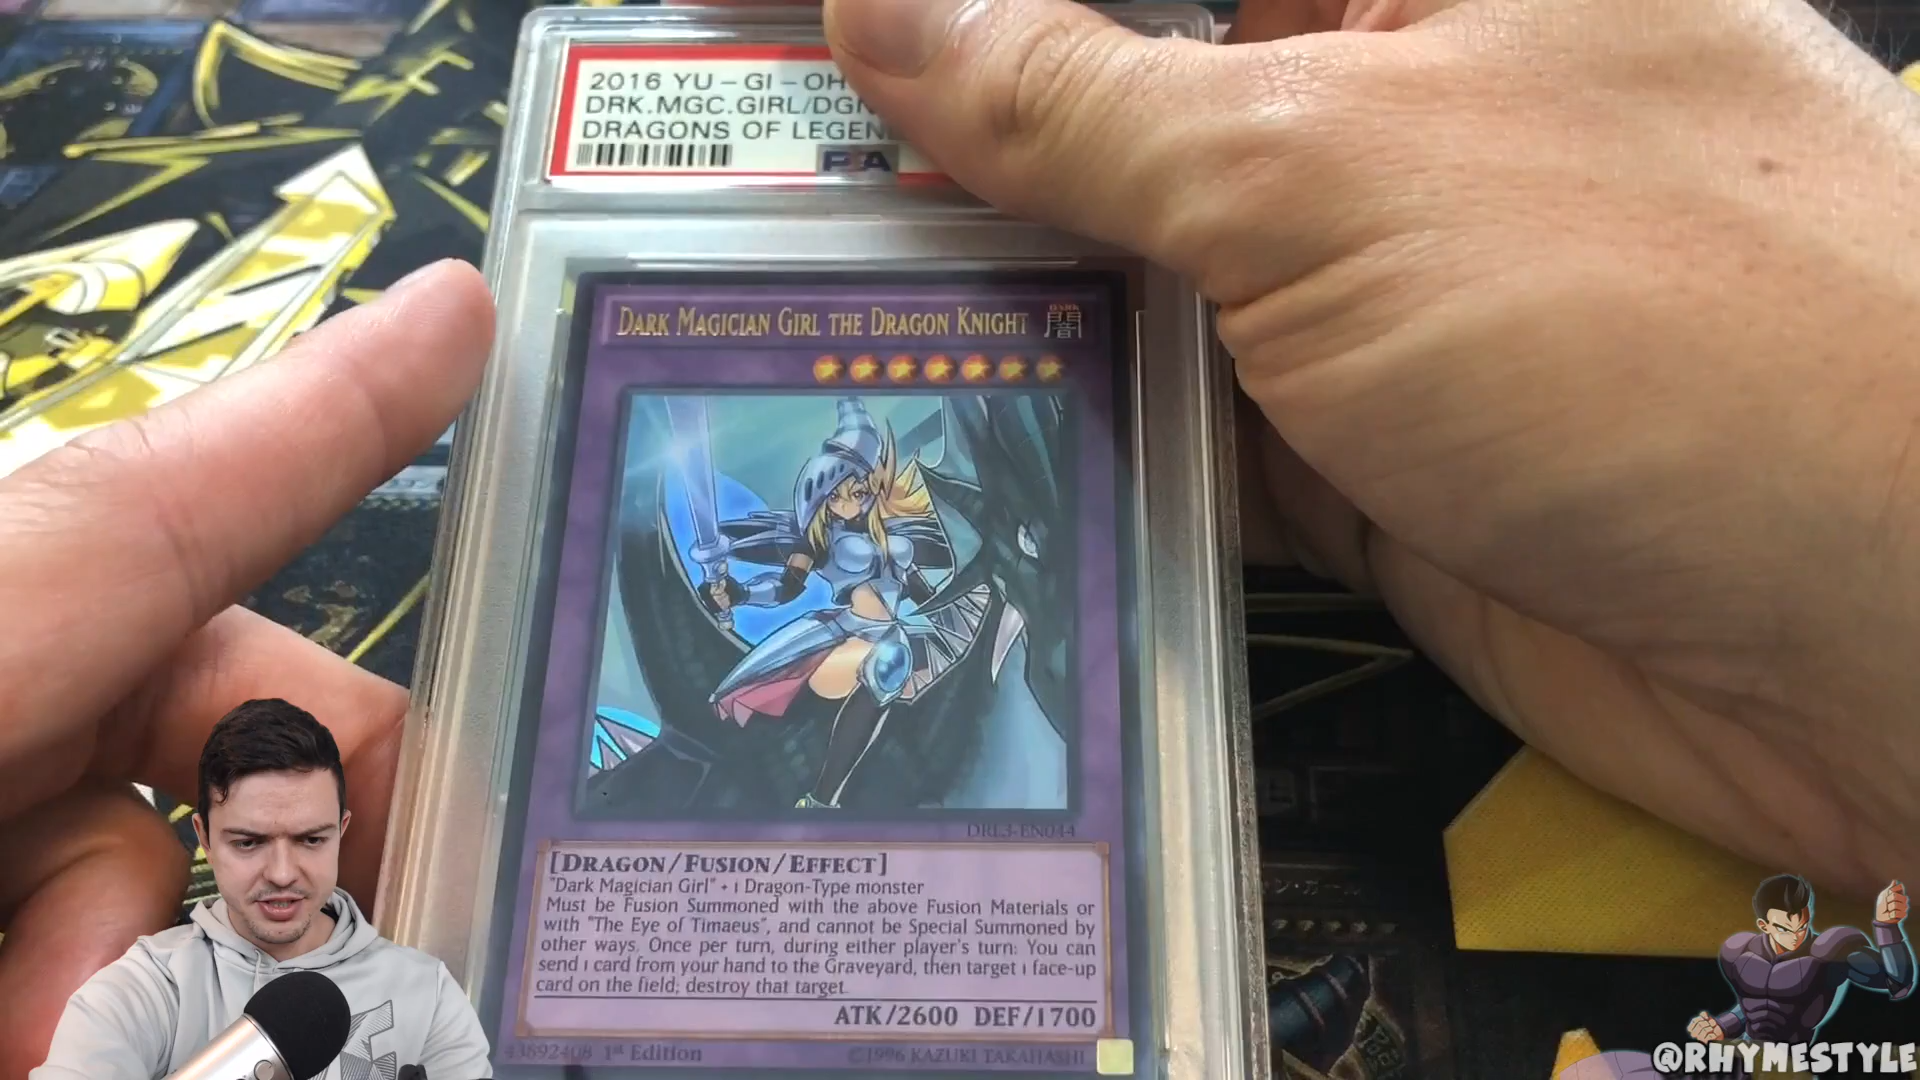 2016 YU-GI-OH
DRK.MGC.GIRL/DGN
DRAGONS OF LEGEN
PSA
DARK MAGICIAN GIRL THE DRAGON KNIGHT
DARK
闇
DRL3-EN044
[DRAGON/FUSION/EFFECT]
"Dark Magician Girl" + 1 Dragon-Type monster
Must be Fusion Summoned with the above Fusion Materials or
with "The Eye of Timaeus", and cannot be Special Summoned by
other ways. Once per turn, during either player's turn: You can
send 1 card from your hand to the Graveyard, then target 1 face-up
card on the field; destroy that target.
ATK/2600 DEF/1700
43892408 1st Edition
©1996 KAZUKI TAKAHASHI
@RHYMESTYLE